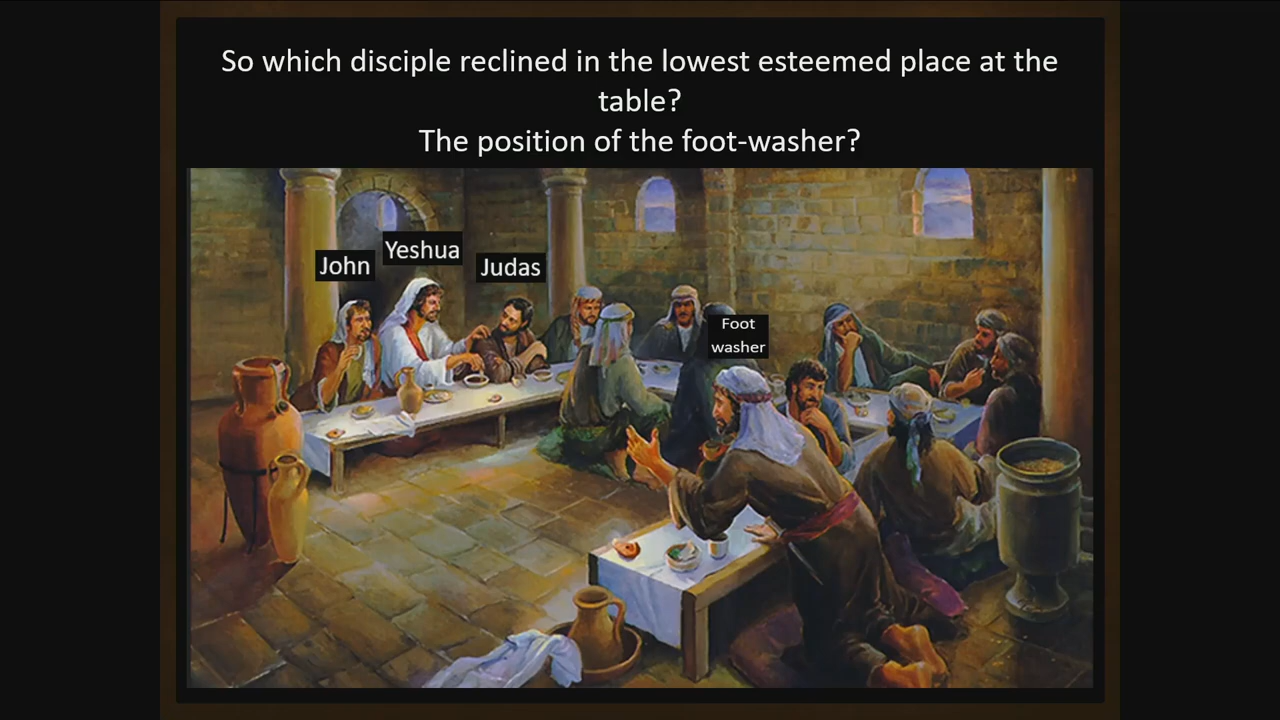 So which disciple reclined in the lowest esteemed place at the
table?
The position of the foot-washer?
John
Yeshua
Judas
Foot
washer